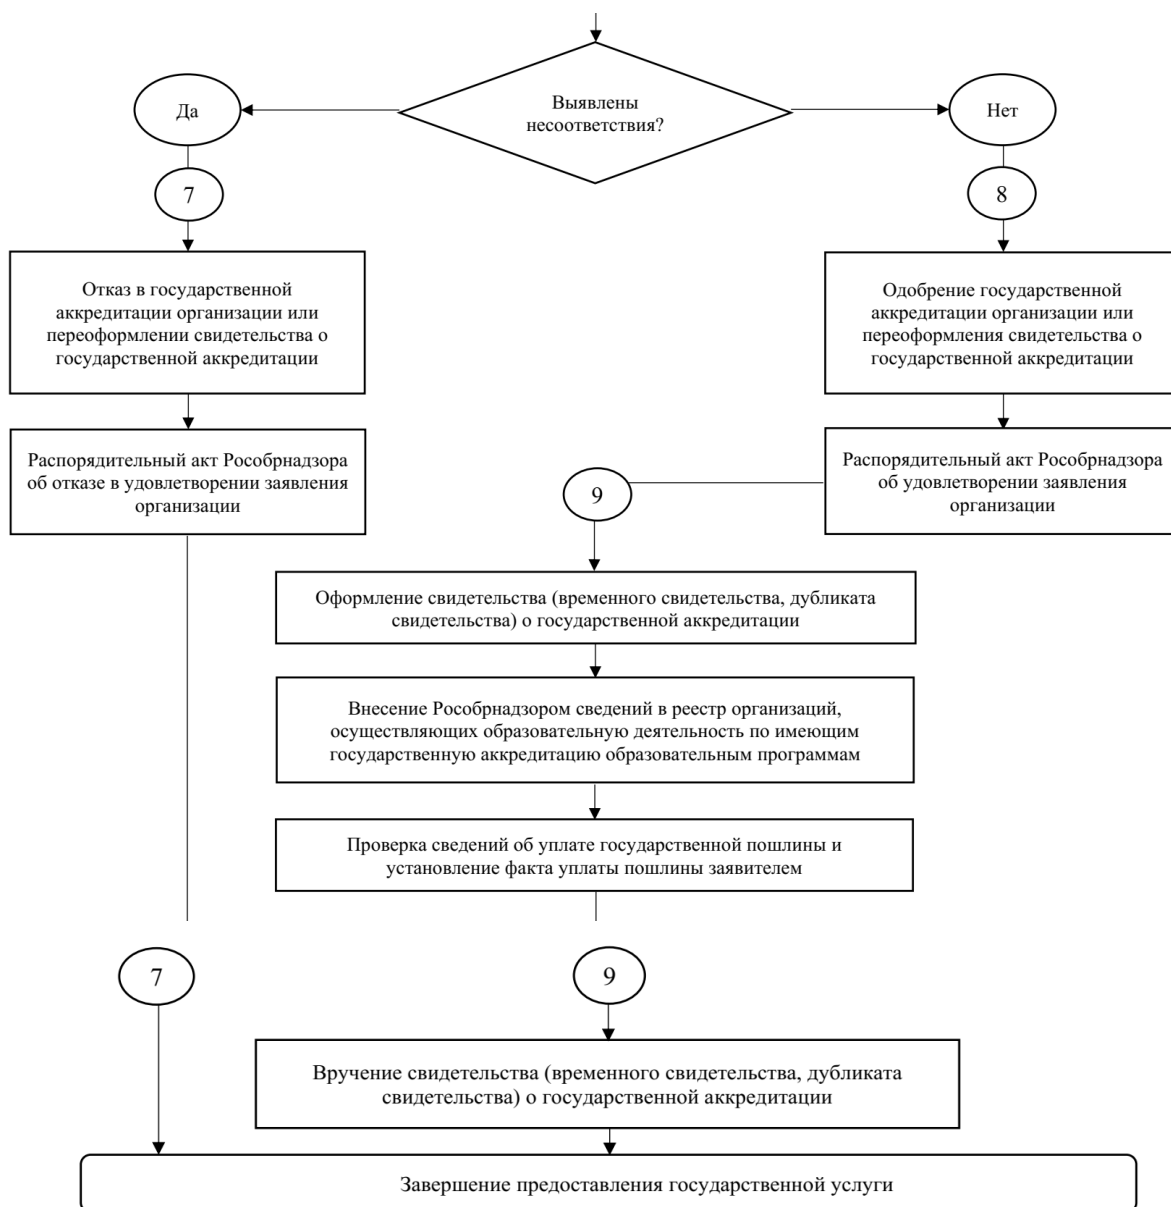 Выявлены
несоответствия?
Да
Нет
7
8
Отказ в государственной
аккредитации организации или
переоформлении свидетельства о
государственной аккредитации
Одобрение государственной
аккредитации организации или
переоформления свидетельства о
государственной аккредитации
Распорядительный акт Рособрнадзора
об отказе в удовлетворении заявления
организации
Распорядительный акт Рособрнадзора
об удовлетворении заявления
организации
9
Оформление свидетельства (временного свидетельства, дубликата
свидетельства) о государственной аккредитации
Внесение Рособрнадзором сведений в реестр организаций,
осуществляющих образовательную деятельность по имеющим
государственную аккредитацию образовательным программам
Проверка сведений об уплате государственной пошлины и
установление факта уплаты пошлины заявителем
7
9
Вручение свидетельства (временного свидетельства, дубликата
свидетельства) о государственной аккредитации
Завершение предоставления государственной услуги